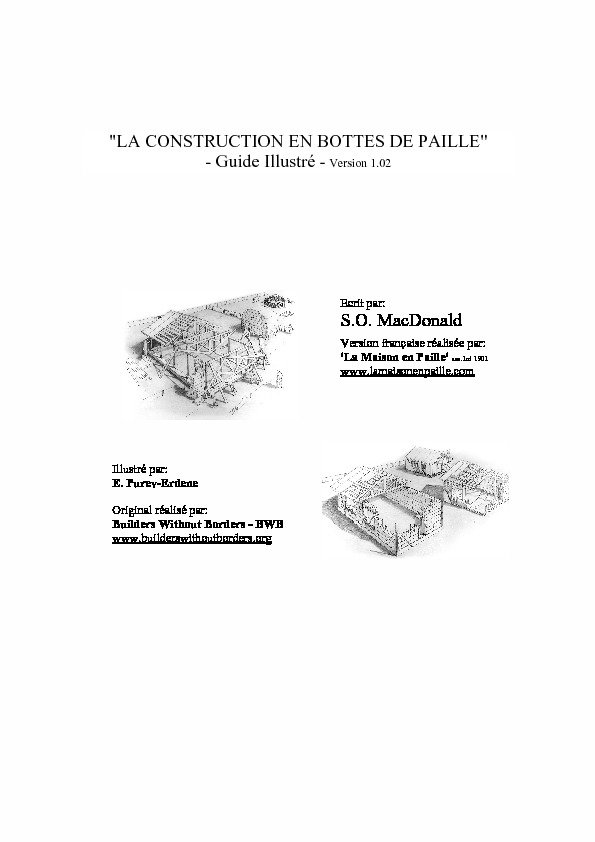 "LA CONSTRUCTION EN BOTTES DE PAILLE"
- Guide Illustré - Version 1.02
Ecrit par:
S.O. MacDonald
Version française réalisée par:
'La Maison en Paille' ass.loi 1901
www.lamaisonenpaille.com
Illustré par:
E. Purev-Erdene
Original réalisé par:
Builders Without Borders - BWB
www.builderswithoutborders.org